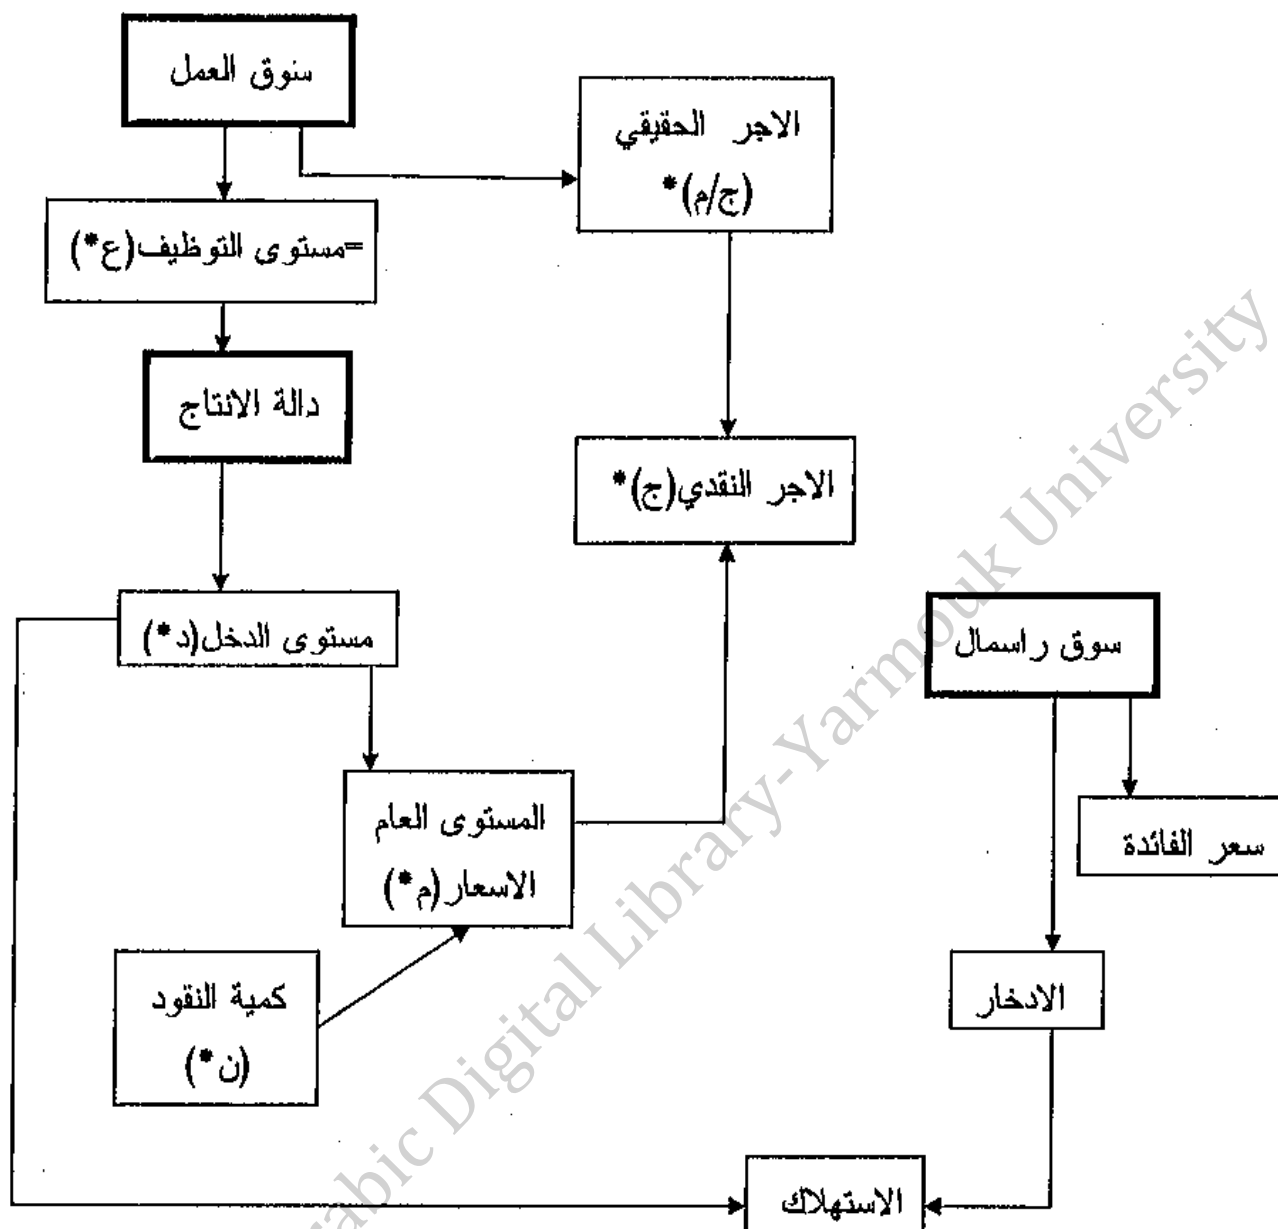 سوق العمل
الاجر الحقيقي
(ج/م)*
=مستوى التوظيف(ع*)
دالة الانتاج
الاجر النقدي(ج)*
مستوى الدخل(د*)
سوق راسمال
المستوى العام
الاسعار(م*)
سعر الفائدة
كمية النقود
(ن*)
الادخار
الاستهلاك
Arabic Digital Library-Yarmouk University